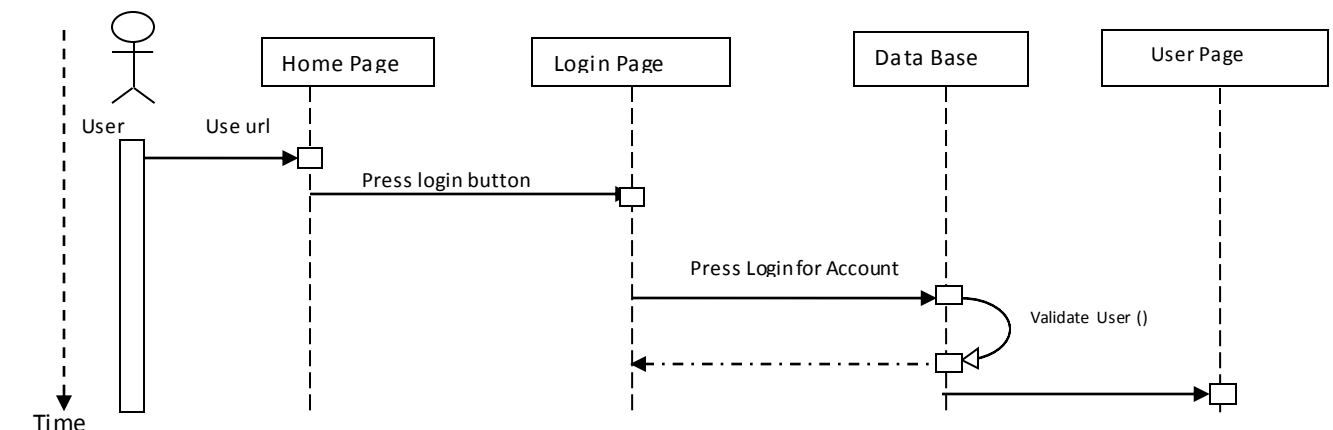 Home Page
Login Page
Data Base
User Page
User
Use url
Press login button
Press Login for Account
Validate User ()
Time